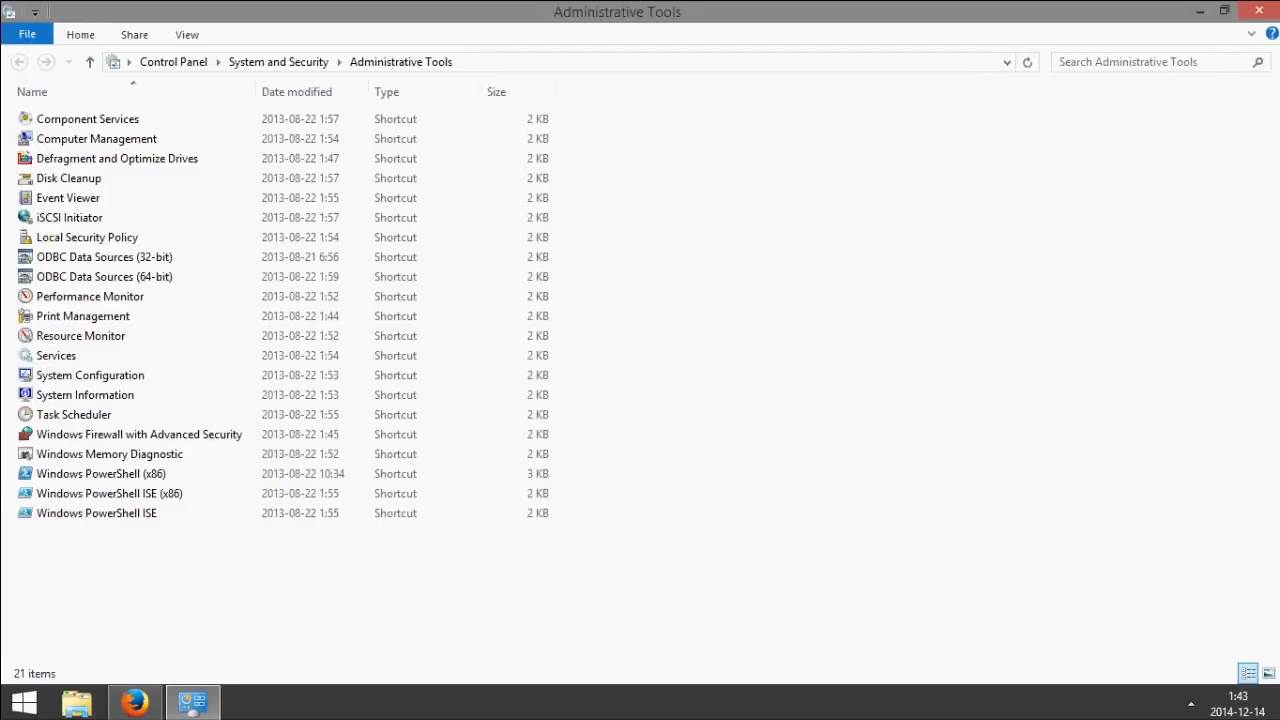 Administrative Tools
File Home Share View
Control Panel System and Security Administrative Tools Search Administrative Tools
Name Date modified Type Size
Component Services 2013-08-22 1:57 Shortcut 2 KB
Computer Management 2013-08-22 1:54 Shortcut 2 KB
Defragment and Optimize Drives 2013-08-22 1:47 Shortcut 2 KB
Disk Cleanup 2013-08-22 1:57 Shortcut 2 KB
Event Viewer 2013-08-22 1:55 Shortcut 2 KB
iSCSI Initiator 2013-08-22 1:57 Shortcut 2 KB
Local Security Policy 2013-08-22 1:54 Shortcut 2 KB
ODBC Data Sources (32-bit) 2013-08-21 6:56 Shortcut 2 KB
ODBC Data Sources (64-bit) 2013-08-22 1:59 Shortcut 2 KB
Performance Monitor 2013-08-22 1:52 Shortcut 2 KB
Print Management 2013-08-22 1:44 Shortcut 2 KB
Resource Monitor 2013-08-22 1:52 Shortcut 2 KB
Services 2013-08-22 1:54 Shortcut 2 KB
System Configuration 2013-08-22 1:53 Shortcut 2 KB
System Information 2013-08-22 1:53 Shortcut 2 KB
Task Scheduler 2013-08-22 1:55 Shortcut 2 KB
Windows Firewall with Advanced Security 2013-08-22 1:45 Shortcut 2 KB
Windows Memory Diagnostic 2013-08-22 1:52 Shortcut 2 KB
Windows PowerShell (x86) 2013-08-22 10:34 Shortcut 3 KB
Windows PowerShell ISE (x86) 2013-08-22 1:55 Shortcut 2 KB
Windows PowerShell ISE 2013-08-22 1:55 Shortcut 2 KB
21 items
1:43
2014-12-14